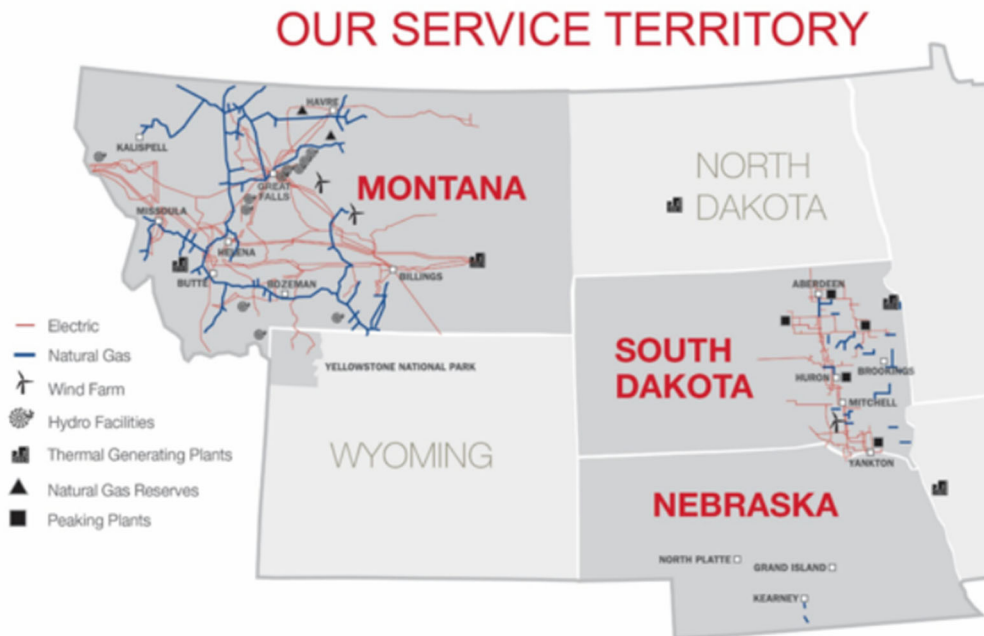 OUR SERVICE TERRITORY
HAVRE
KALISPELL
GREAT
FALLS
MONTANA
NORTH
DAKOTA
MISSOULA
HELENA
BUTTE
BOZEMAN
BILLINGS
ABERDEEN
Electric
Natural Gas
Wind Farm
Hydro Facilities
Thermal Generating Plants
Natural Gas Reserves
Peaking Plants
YELLOWSTONE NATIONAL PARK
WYOMING
SOUTH
DAKOTA
HURON
BROOKINGS
MITCHELL
YANKTON
NEBRASKA
NORTH PLATTE
GRAND ISLAND
KEARNEY